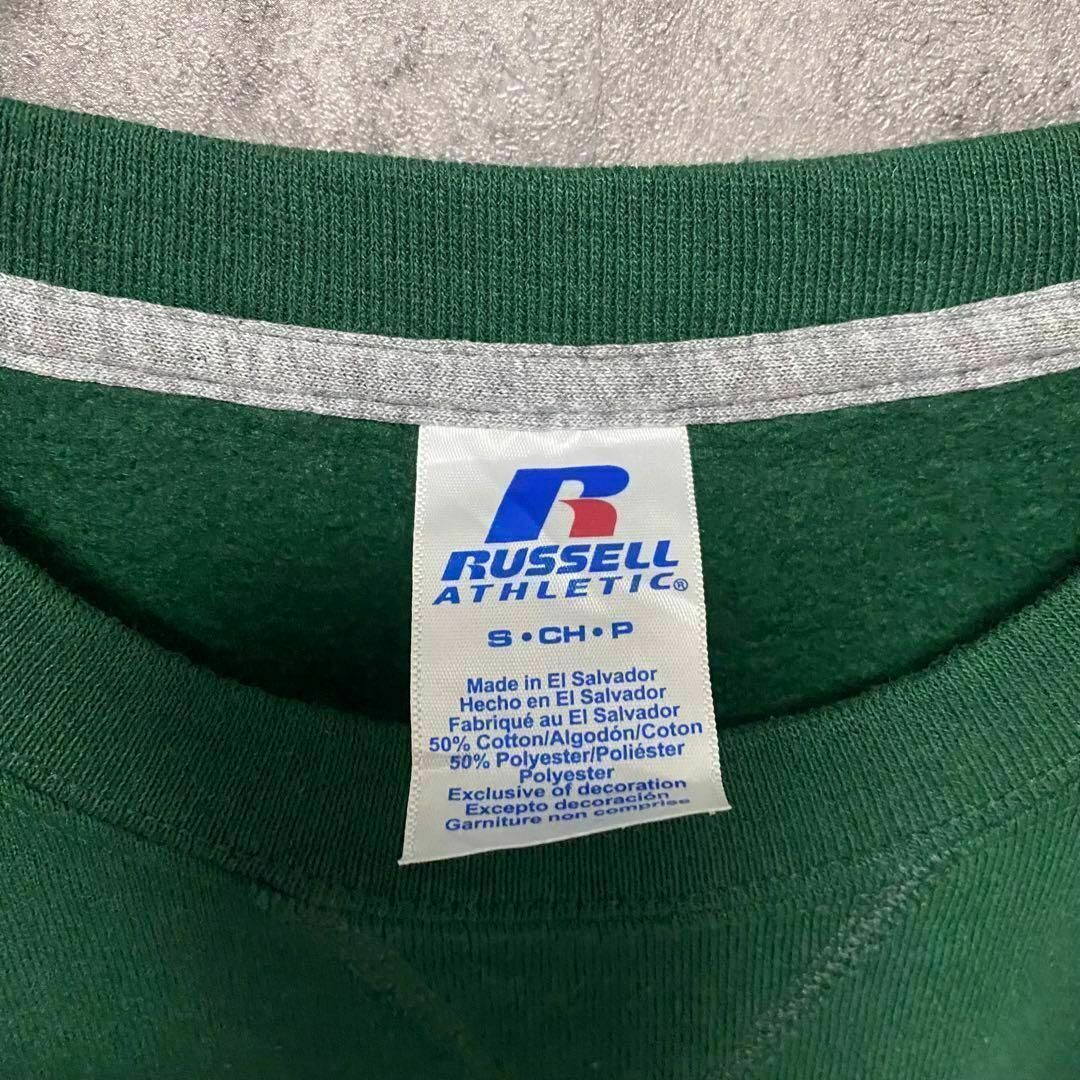 R
RUSSELL
ATHLETIC®
S•CH•P
Made in El Salvador
Hecho en El Salvador
Fabriqué au El Salvador
50% Cotton/Algodón/Coton
50% Polyester/Poliéster
Polyester
Exclusive of decoration
Excepto decoración
Garniture non comprise